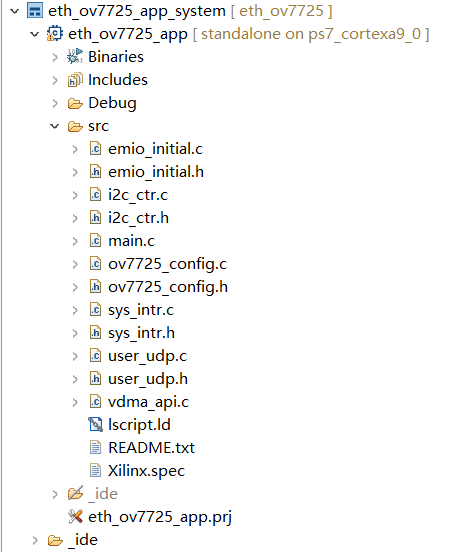 eth_ov7725_app_system [ eth_ov7725 ]
eth_ov7725_app [ standalone on ps7_cortexa9_0 ]
Binaries
Includes
Debug
src
emio_initial.c
emio_initial.h
i2c_ctr.c
i2c_ctr.h
main.c
ov7725_config.c
ov7725_config.h
sys_intr.c
sys_intr.h
user_udp.c
user_udp.h
vdma_api.c
lscript.ld
README.txt
Xilinx.spec
_ide
eth_ov7725_app.prj
_ide